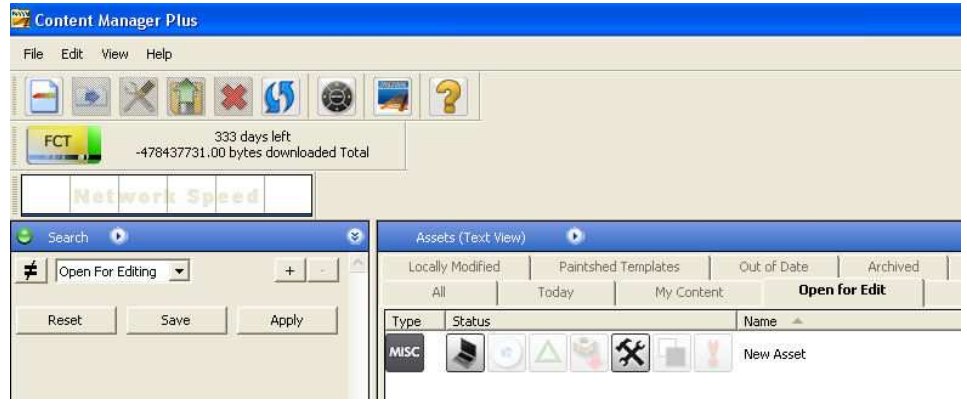 Content Manager Plus
File Edit View Help
FCT
333 days left
-478437731.00 bytes downloaded Total
Network Speed
Search
Assets (Text View)
≠ Open For Editing + -
Locally Modified Paintshed Templates Out of Date Archived
All Today My Content Open for Edit
Reset Save Apply
Type Status Name
MISC New Asset